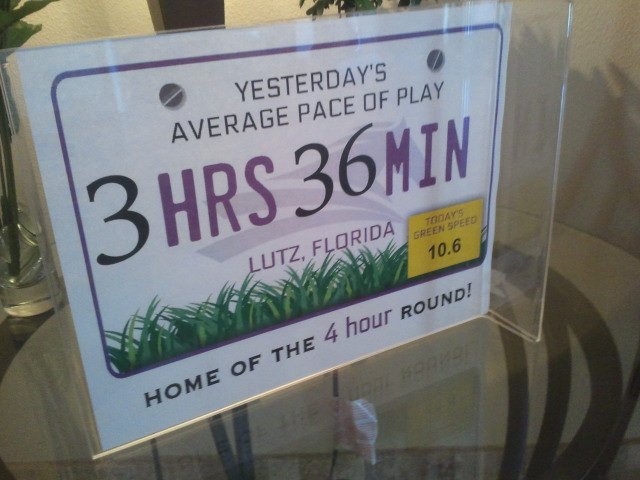 YESTERDAY'S
AVERAGE PACE OF PLAY
3 HRS 36 MIN
LUTZ, FLORIDA
TODAY'S
GREEN SPEED
10.6
HOME OF THE 4 hour ROUND!